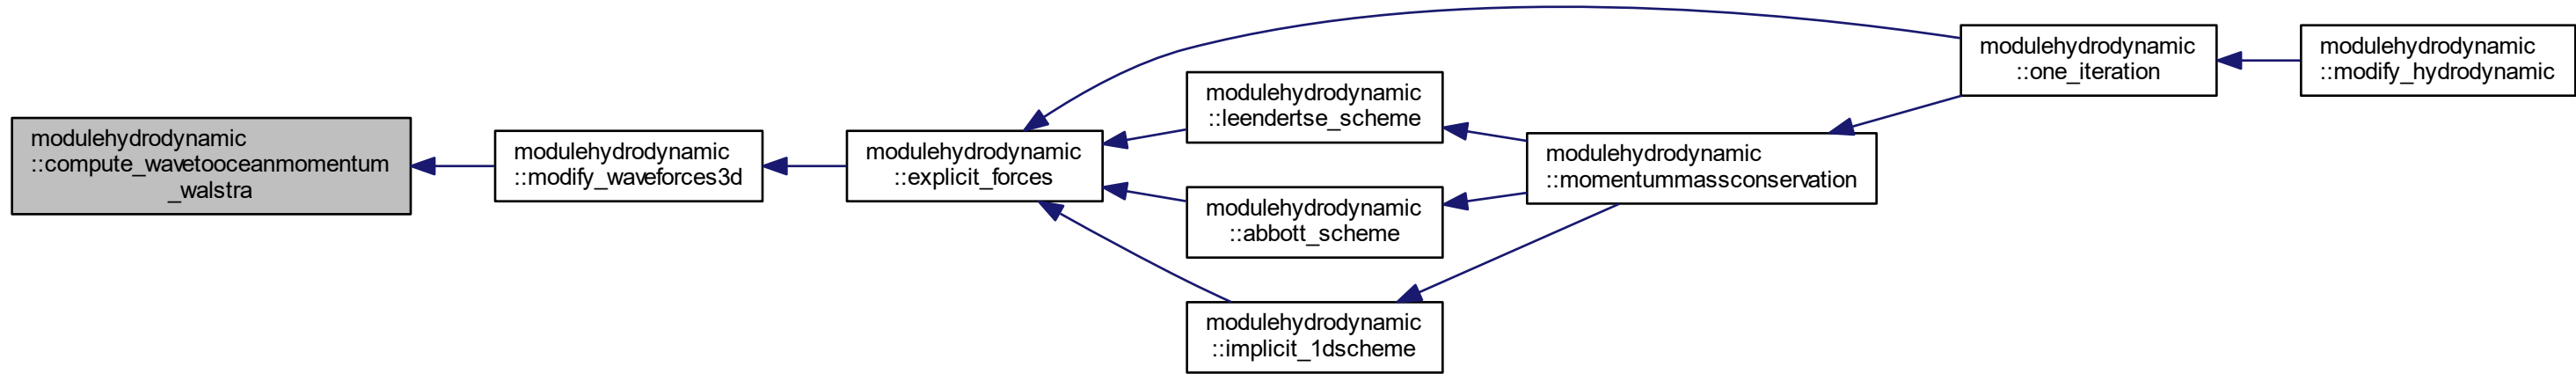 modulehydrodynamic
::compute_wavetooceanmomentum
_walstra
modulehydrodynamic
::modify_waveforces3d
modulehydrodynamic
::explicit_forces
modulehydrodynamic
::leendertse_scheme
modulehydrodynamic
::abbott_scheme
modulehydrodynamic
::implicit_1dscheme
modulehydrodynamic
::momentummassconservation
modulehydrodynamic
::one_iteration
modulehydrodynamic
::modify_hydrodynamic